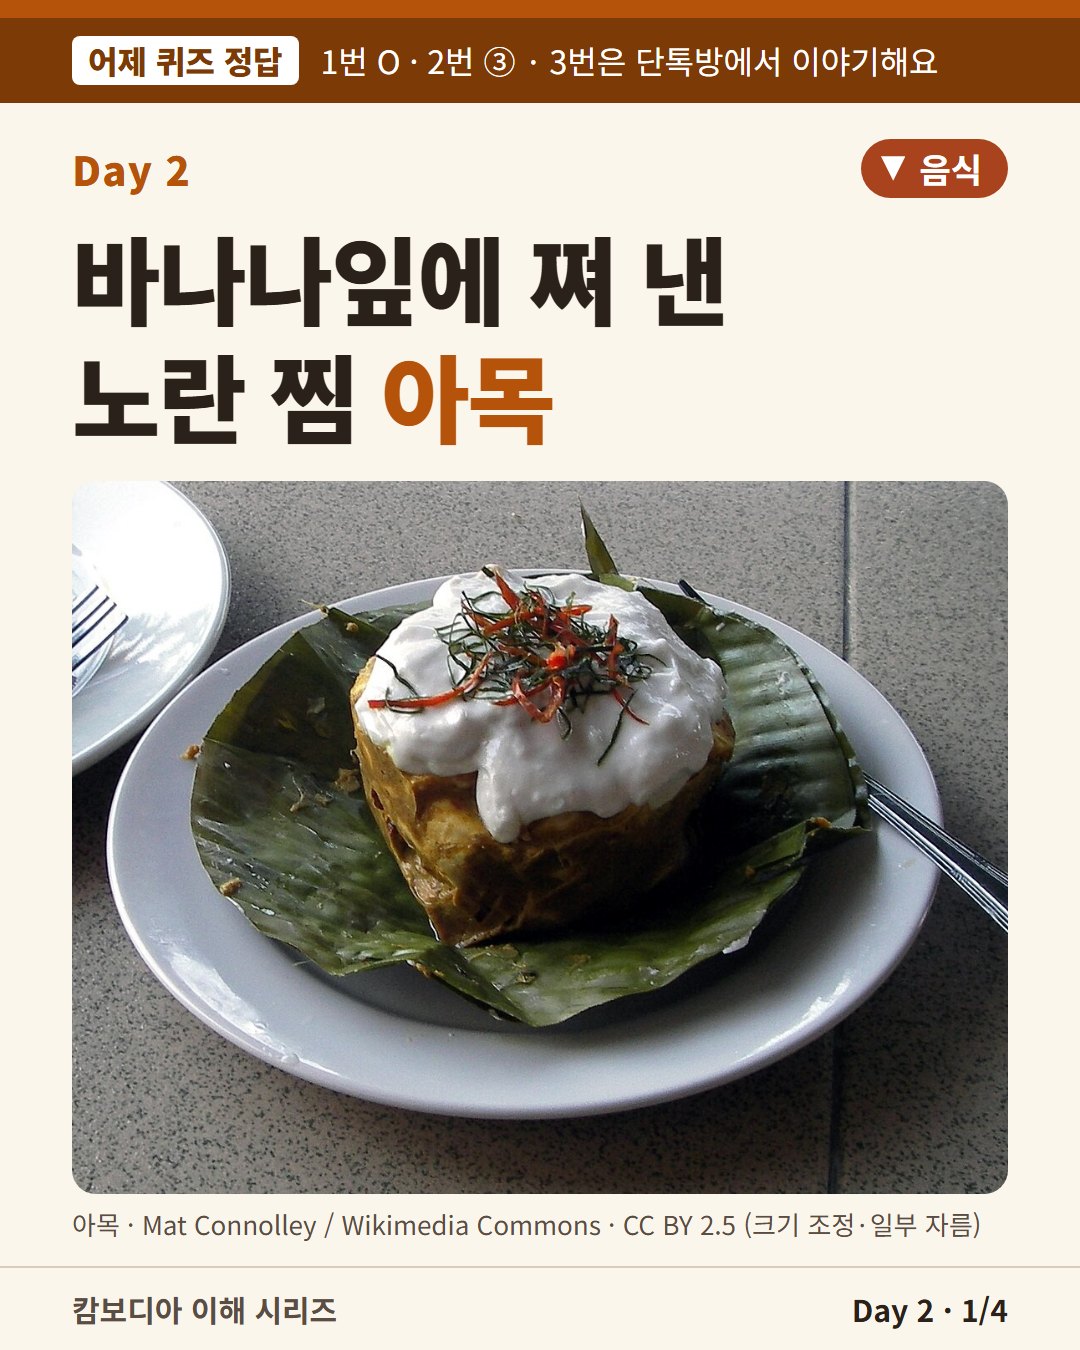 어제 퀴즈 정답 1번 O · 2번 ③ · 3번은 단톡방에서 이야기해요
Day 2
▼ 음식
바나나잎에 쪄 낸
노란 찜 아목
아목 · Mat Connolley / Wikimedia Commons · CC BY 2.5 (크기 조정·일부 자름)
캄보디아 이해 시리즈
Day 2 · 1/4